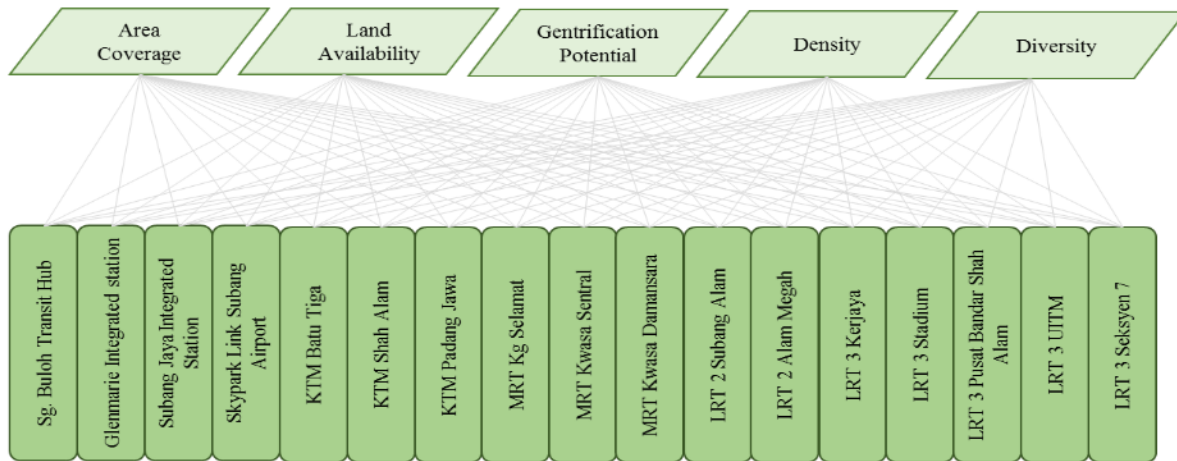 Area
Coverage
Land
Availability
Gentrification
Potential
Density
Diversity
Sg. Buloh Transit Hub
Glenmarie Integrated station
Subang Jaya Integrated
Station
Skypark Link Subang
Airport
KTM Batu Tiga
KTM Shah Alam
KTM Padang Jawa
MRT Kg Selamat
MRT Kwasa Sentral
MRT Kwasa Damansara
LRT 2 Subang Alam
LRT 2 Alam Megah
LRT 3 Kerjaya
LRT 3 Stadium
LRT 3 Pusat Bandar Shah
Alam
LRT 3 UITM
LRT 3 Seksyen 7